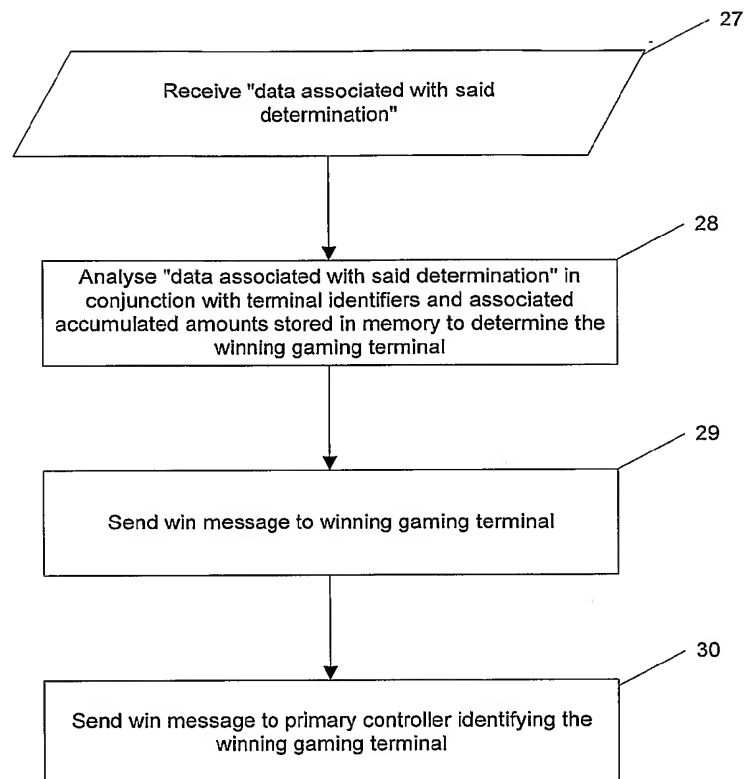 27
Receive "data associated with said
determination"
28
Analyse "data associated with said determination" in
conjunction with terminal identifiers and associated
accumulated amounts stored in memory to determine the
winning gaming terminal
29
Send win message to winning gaming terminal
30
Send win message to primary controller identifying the
winning gaming terminal